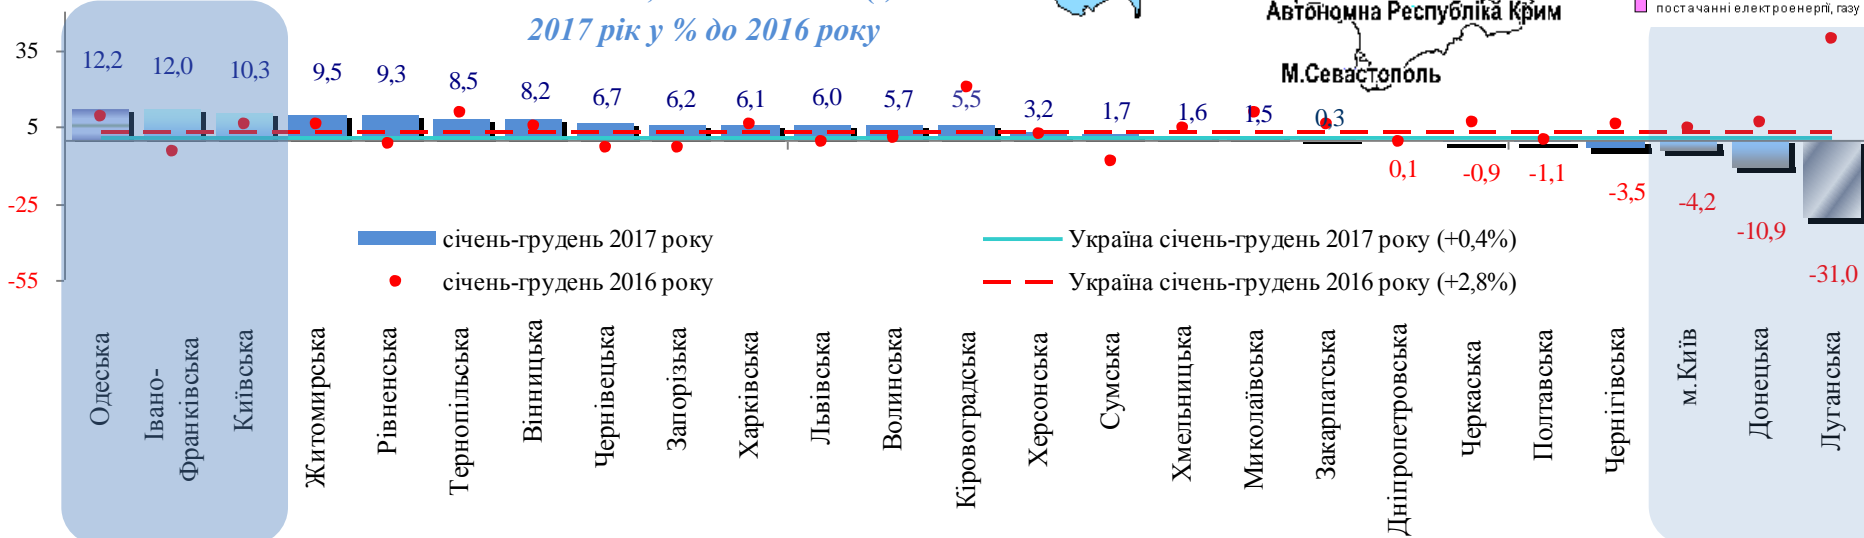 2017 рік у % до 2016 року
Автономна Республіка Крим
М.Севастополь
постачанні електроенергії, газу
35
5
-25
-55
12,2
12,0
10,3
9,5
9,3
8,5
8,2
6,7
6,2
6,1
6,0
5,7
5,5
3,2
1,7
1,6
1,5
0,3
0,1
-0,9
-1,1
-3,5
-4,2
-10,9
-31,0
січень-грудень 2017 року
Україна січень-грудень 2017 року (+0,4%)
січень-грудень 2016 року
Україна січень-грудень 2016 року (+2,8%)
Одеська
Івано-
Франківська
Київська
Житомирська
Рівненська
Тернопільська
Вінницька
Чернівецька
Запорізька
Харківська
Львівська
Волинська
Кіровоградська
Херсонська
Сумська
Хмельницька
Миколаївська
Закарпатська
Дніпропетровська
Черкаська
Полтавська
Чернігівська
м.Київ
Донецька
Луганська